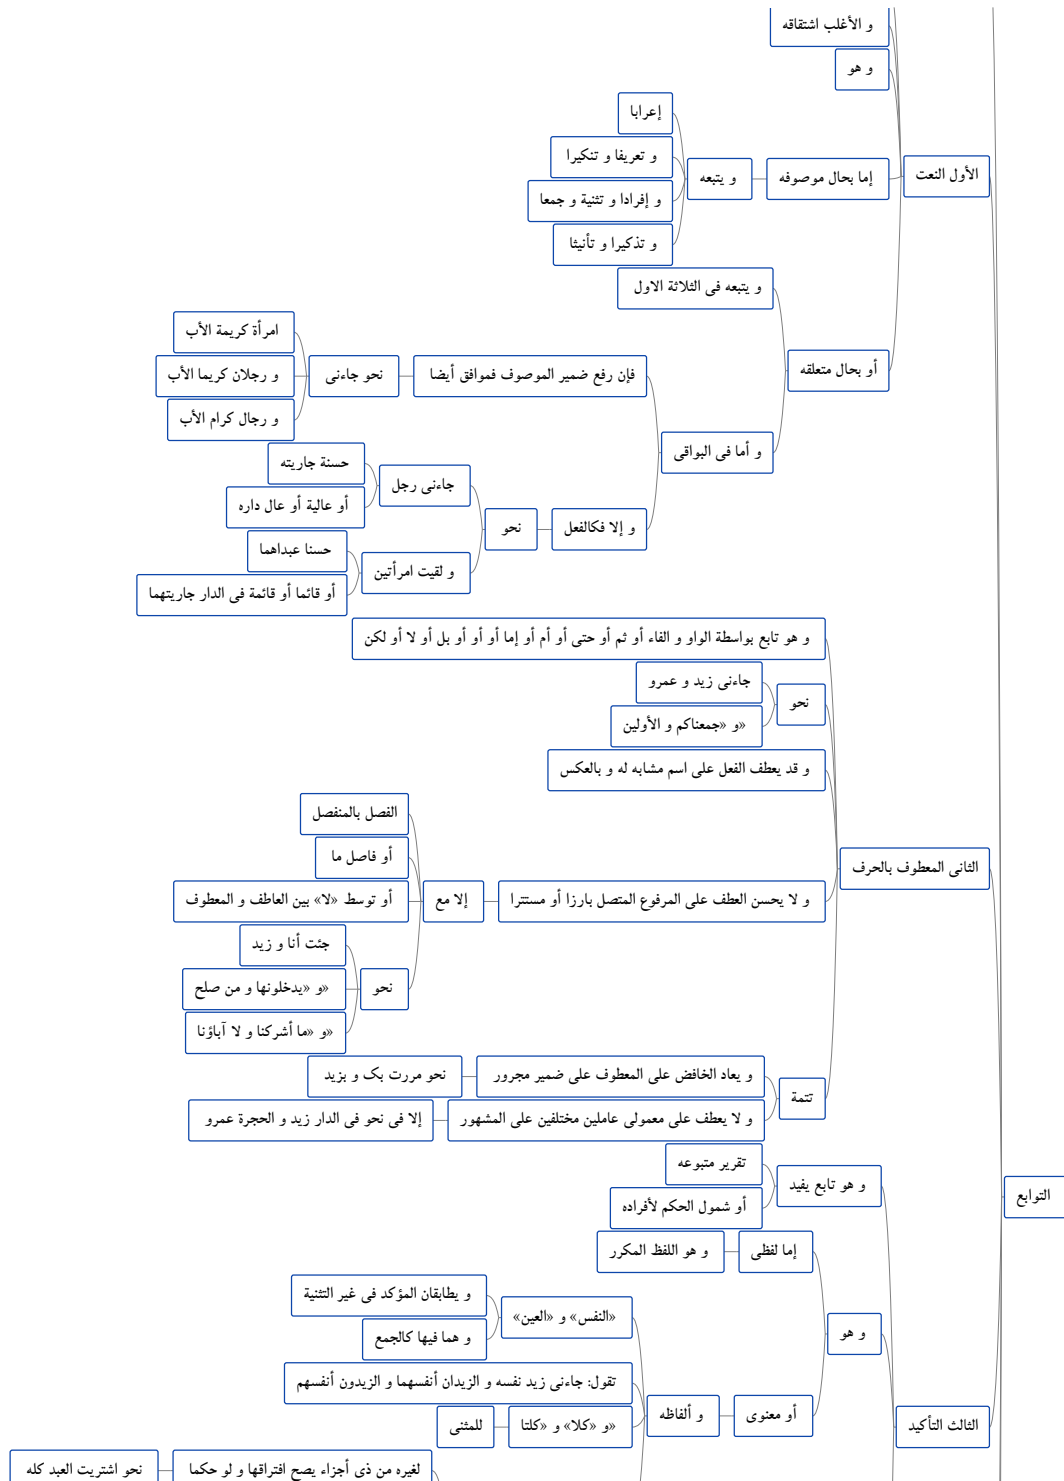 التوابع
الأول النعت
و الأغلب اشتقاقه
و هو
إما بحال موصوفه
و يتبعه
إعرابا
و تعريفا و تنكيرا
و إفرادا و تثنية و جمعا
و تذكيرا و تأنيثا
أو بحال متعلقه
و يتبعه فى الثلاثة الاول
و أما فى البواقى
فإن رفع ضمير الموصوف فموافق أيضا
نحو جاءنى
امرأة كريمة الأب
و رجلان كريما الأب
و رجال كرام الأب
و إلا فكالفعل
نحو
جاءنى رجل
حسنة جاريته
أو عالية أو عال داره
و لقيت امرأتين
حسنا عبداهما
أو قائما أو قائمة فى الدار جاريتهما
الثانى المعطوف بالحرف
و هو تابع بواسطة الواو و الفاء أو ثم أو حتى أو أم أو إما أو أو أو بل أو لا أو لكن
نحو
جاءنى زيد و عمرو
«و «جمعناكم و الأولين
و قد يعطف الفعل على اسم مشابه له و بالعكس
و لا يحسن العطف على المرفوع المتصل بارزا أو مستترا
إلا مع
الفصل بالمنفصل
أو فاصل ما
أو توسط «لا» بين العاطف و المعطوف
نحو
جئت أنا و زيد
«و «يدخلونها و من صلح
«و «ما أشركنا و لا آباؤنا
تتمة
و يعاد الخافض على المعطوف على ضمير مجرور
نحو مررت بک و بزيد
و لا يعطف على معمولى عاملين مختلفين على المشهور
إلا فى نحو فى الدار زيد و الحجرة عمرو
الثالث التأكيد
و هو تابع يفيد
تقرير متبوعه
أو شمول الحكم لأفراده
و هو
إما لفظى
و هو اللفظ المكرر
أو معنوى
و ألفاظه
«النفس» و «العين»
و يطابقان المؤكد فى غير التثنية
و هما فيها كالجمع
تقول: جاءنى زيد نفسه و الزيدان أنفسهما و الزيدون أنفسهم
«و «كلا» و «كلتا
للمثنى
لغيره من ذى أجزاء يصح افتراقها و لو حكما
نحو اشتريت العبد كله